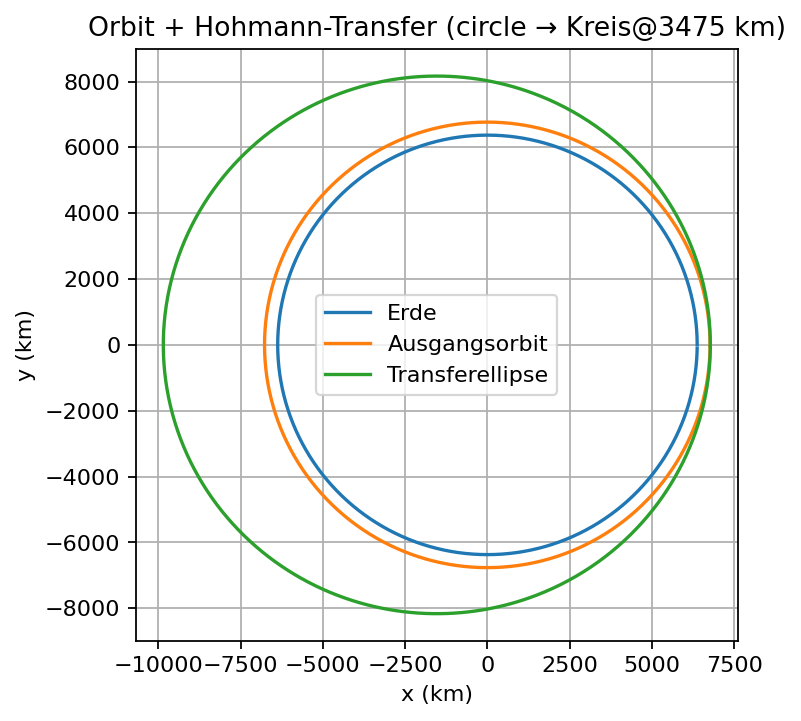 Orbit + Hohmann-Transfer (circle → Kreis@3475 km)
8000
6000
4000
2000
0
−2000
−4000
−6000
−8000
y (km)
Erde
Ausgangsorbit
Transferellipse
−10000
−7500
−5000
−2500
0
2500
5000
7500
x (km)